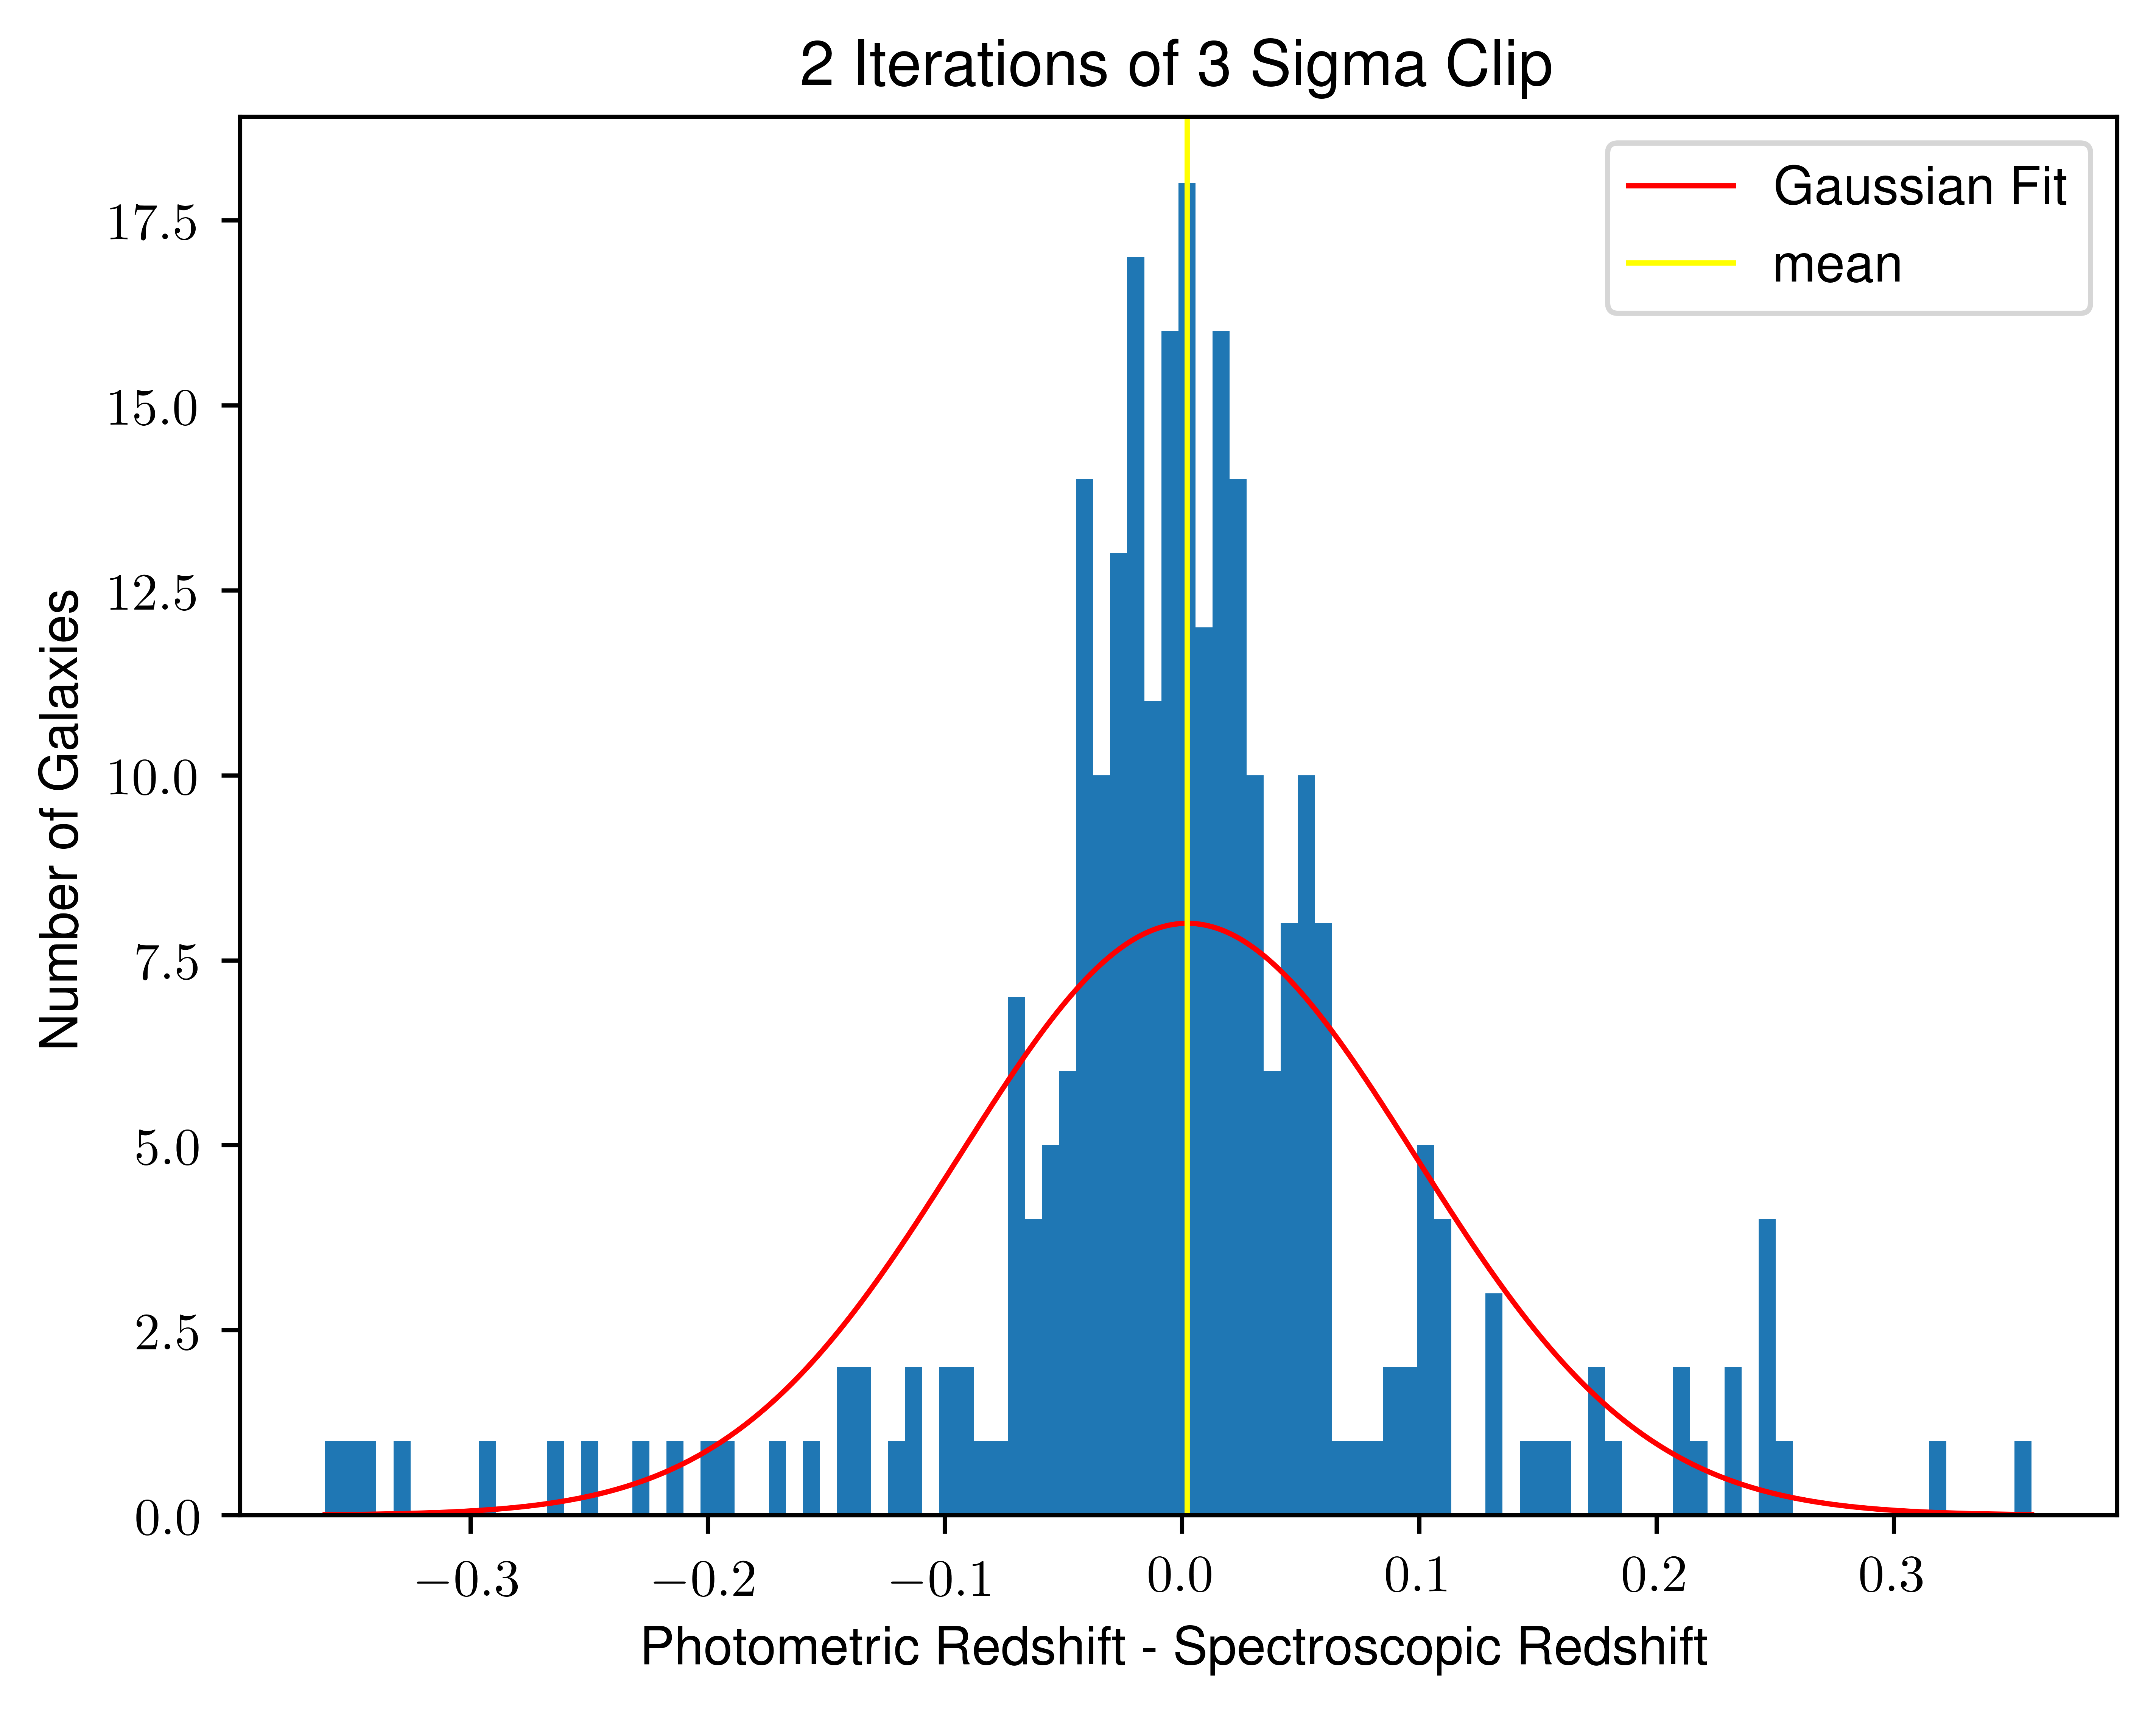 2 Iterations of 3 Sigma Clip
Gaussian Fit
mean
17.5
15.0
12.5
10.0
7.5
5.0
2.5
0.0
Number of Galaxies
−0.3 −0.2 −0.1 0.0 0.1 0.2 0.3
Photometric Redshift - Spectroscopic Redshift